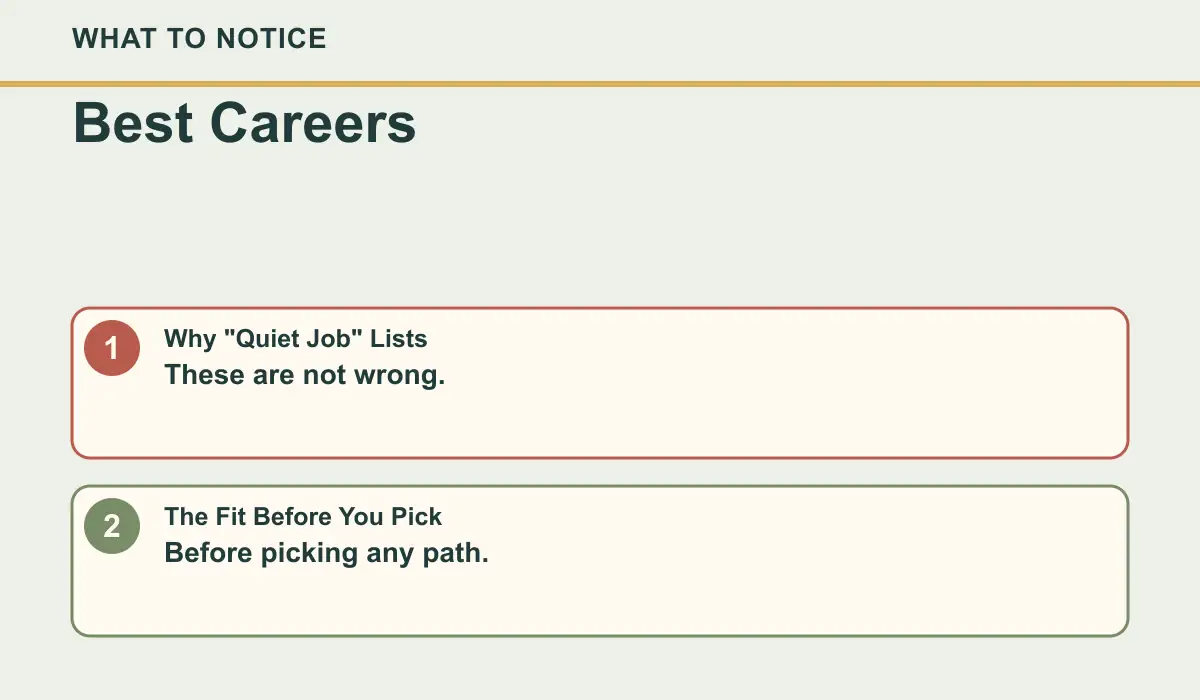 WHAT TO NOTICE
Best Careers
1
Why "Quiet Job" Lists
These are not wrong.
2
The Fit Before You Pick
Before picking any path.